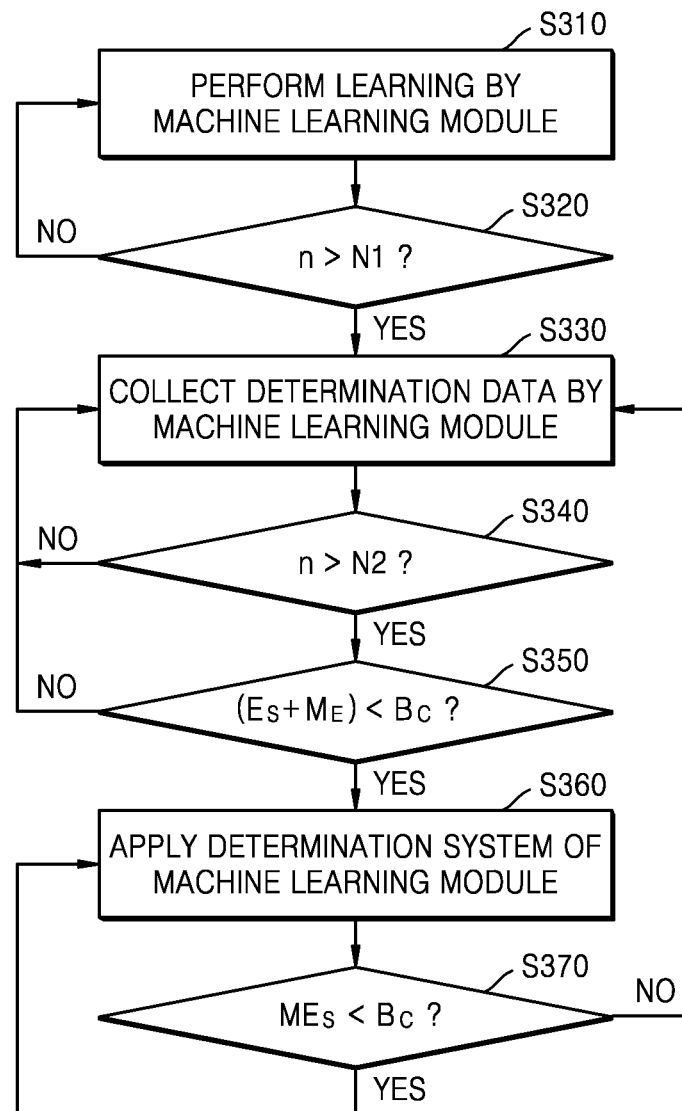 S310
PERFORM LEARNING BY
MACHINE LEARNING MODULE
S320
NO
n > N1 ?
YES
S330
COLLECT DETERMINATION DATA BY
MACHINE LEARNING MODULE
S340
NO
n > N2 ?
YES
S350
NO
(ES+ME) < BC ?
YES
S360
APPLY DETERMINATION SYSTEM OF
MACHINE LEARNING MODULE
S370
NO
MES < BC ?
YES